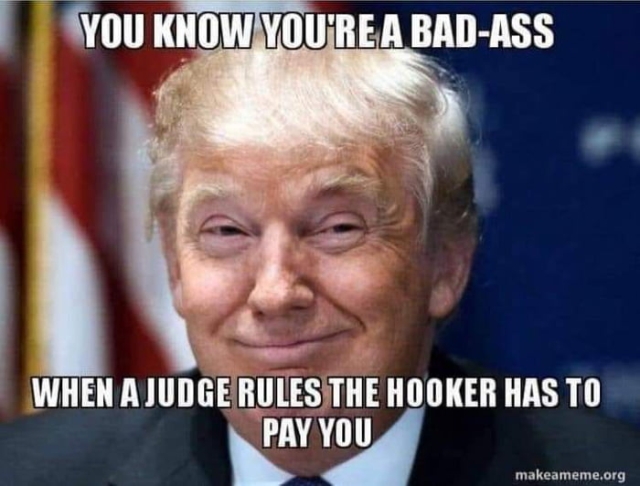 YOU KNOW YOU'RE A BAD-ASS
WHEN A JUDGE RULES THE HOOKER HAS TO
PAY YOU
makeameme.org